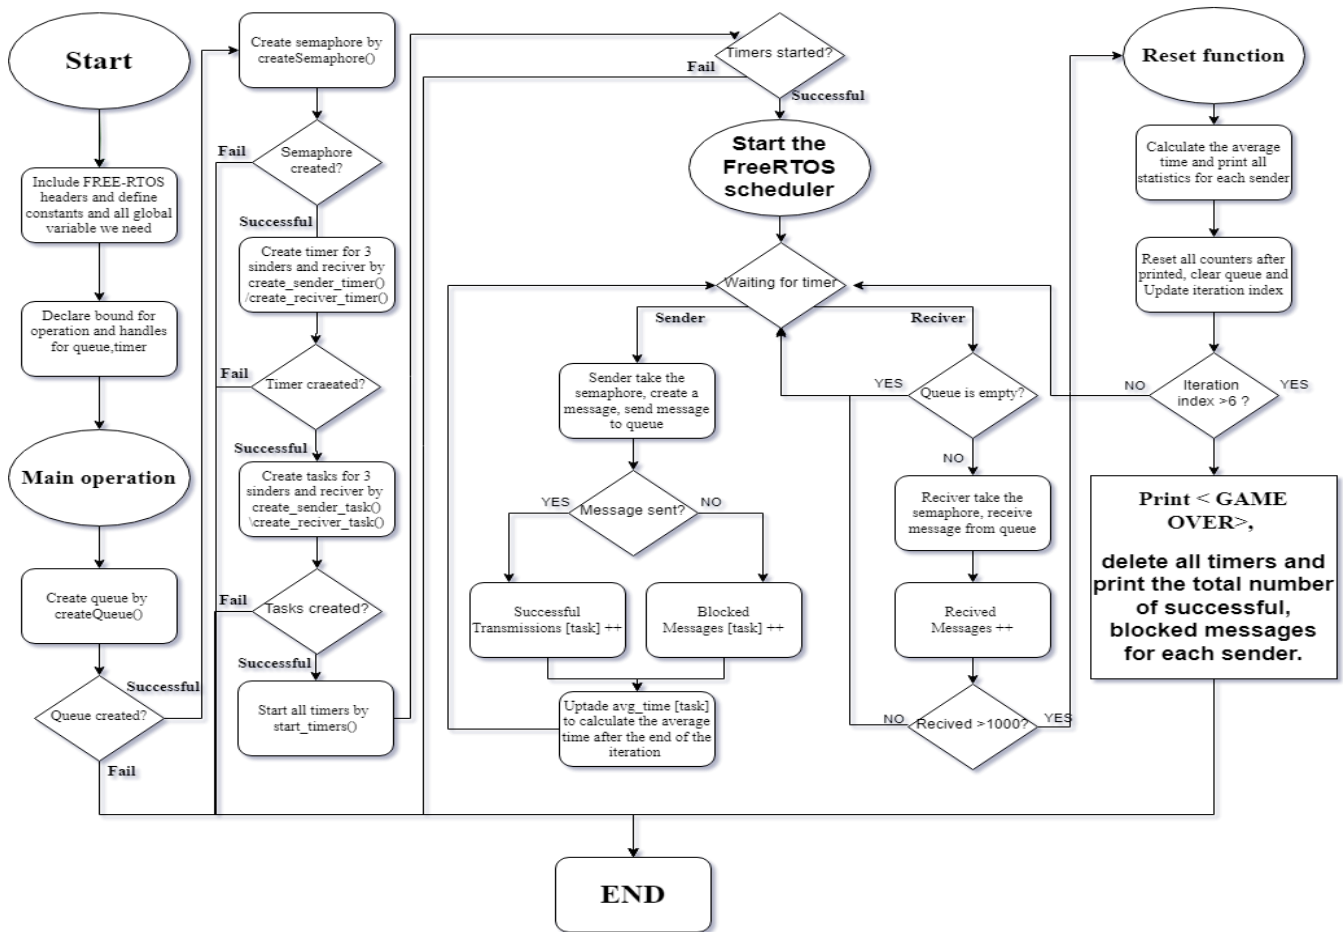 Start
Include FREE-RTOS
headers and define
constants and all global
variable we need
Declare bound for
operation and handles
for queue,timer
Main operation
Create queue by
createQueue()
Queue created?
Successful
Fail
Create semaphore by
createSemaphore()
Semaphore
created?
Fail
Successful
Create timer for 3
sinders and reciver by
create_sender_timer()
/create_reciver_timer()
Timer craeated?
Fail
Successful
Create tasks for 3
sinders and reciver by
create_sender_task()
\create_reciver_task()
Tasks created?
Fail
Successful
Start all timers by
start_timers()
Timers started?
Fail
Successful
Start the
FreeRTOS
scheduler
Waiting for timer
Sender
Reciver
Sender take the
semaphore, create a
message, send message
to queue
Message sent?
YES
NO
Successful
Transmissions [task] ++
Blocked
Messages [task] ++
Uptade avg_time [task]
to calculate the average
time after the end of the
iteration
Queue is empty?
YES
NO
Reciver take the
semaphore, receive
message from queue
Recived
Messages ++
Recived >1000?
NO
YES
Reset function
Calculate the average
time and print all
statistics for each sender
Reset all counters after
printed, clear queue and
Update iteration index
Iteration
index >6 ?
NO
YES
Print < GAME
OVER>,
delete all timers and
print the total number
of successful,
blocked messages
for each sender.
END